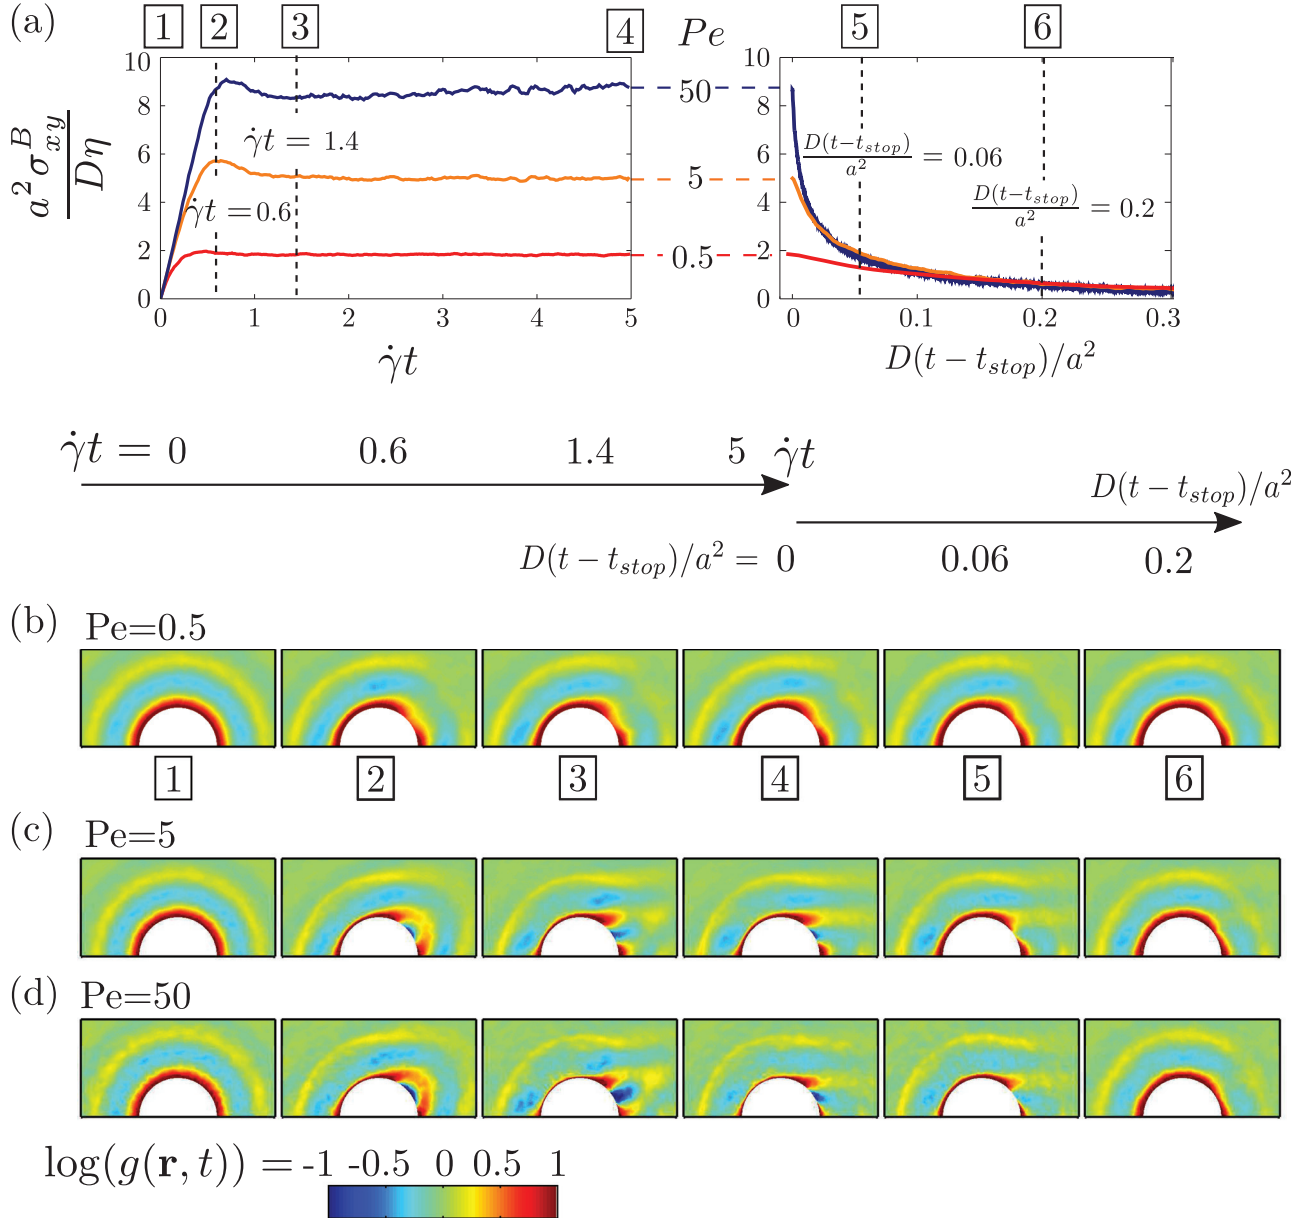 (a) 1 2 3 4 Pe 5 6
a² σ^B_xy / Dη
10 8 6 4 2 0
γ̇t = 1.4
γ̇t =0.6
0 1 2 3 4 5
γ̇t
50
5
0.5
10 8 6 4 2 0
D(t−t_stop)/a² = 0.06
D(t−t_stop)/a² = 0.2
0 0.1 0.2 0.3
D(t − t_stop)/a²
γ̇t = 0 0.6 1.4 5 γ̇t
D(t − t_stop)/a²
D(t − t_stop)/a² = 0 0.06 0.2
(b) Pe=0.5
1 2 3 4 5 6
(c) Pe=5
(d) Pe=50
log(g(r, t)) = -1 -0.5 0 0.5 1